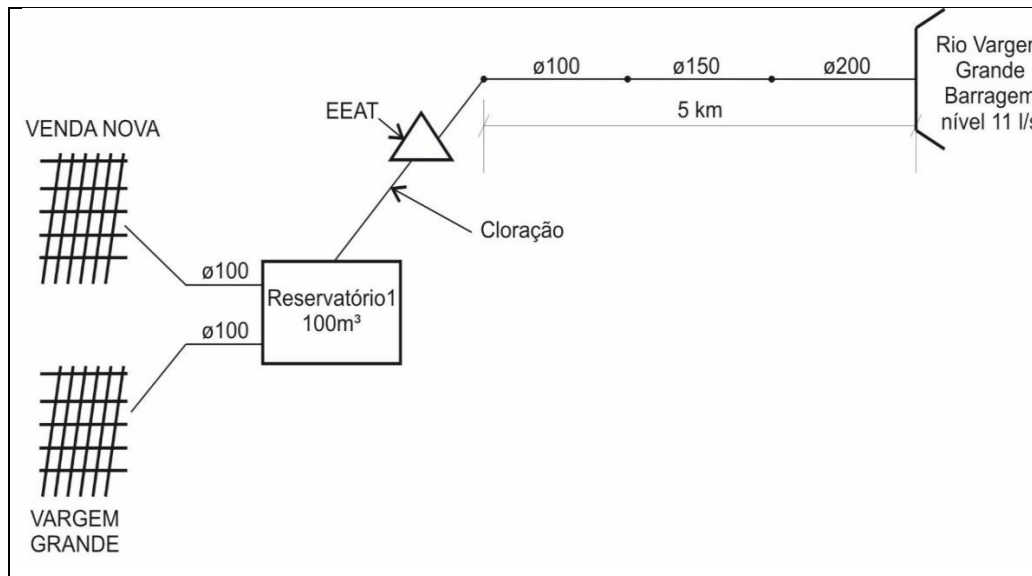 ø100
ø150
ø200
Rio Vargem
Grande
Barragem
nível 11 l/s
5 km
EEAT
VENDA NOVA
Cloração
ø100
Reservatório1
100m³
ø100
VARGEM
GRANDE